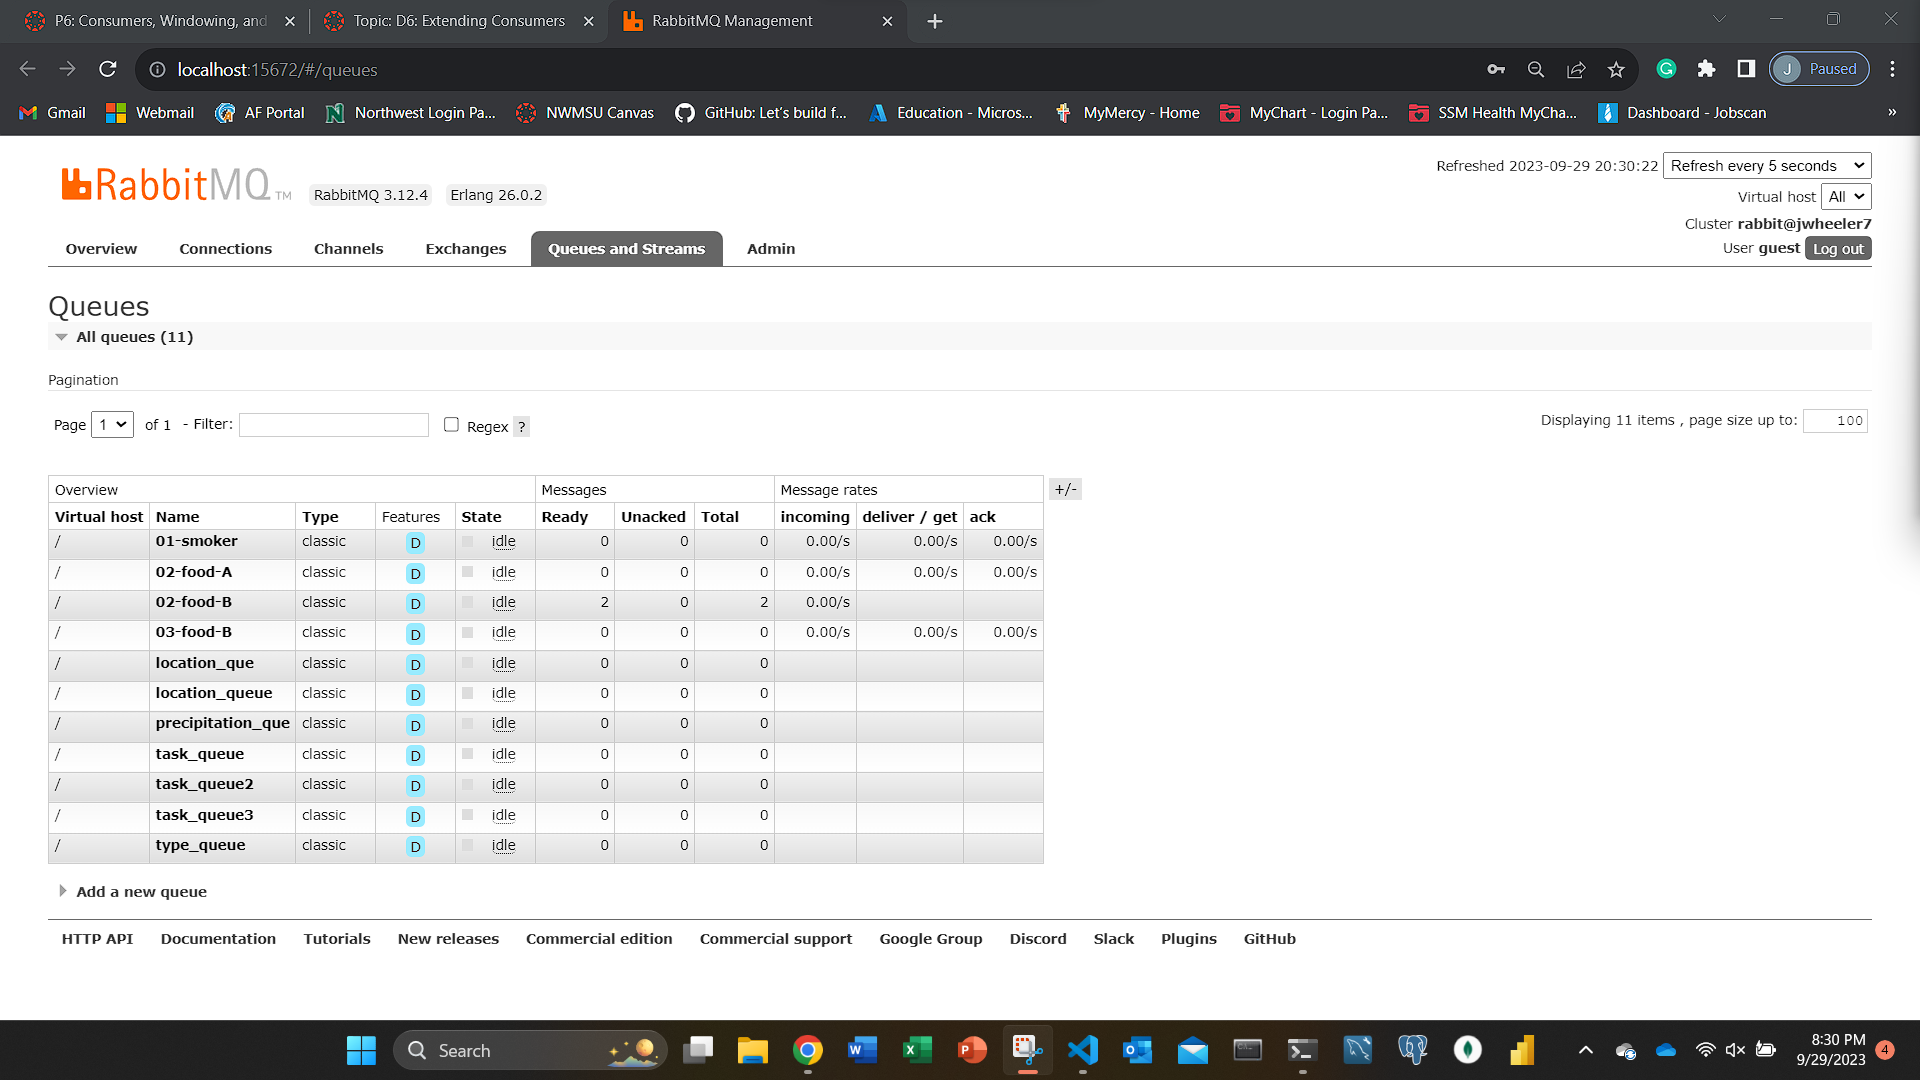 P6: Consumers, Windowing, and
Topic: D6: Extending Consumers
RabbitMQ Management
localhost:15672/#/queues
J Paused
Gmail Webmail AF Portal Northwest Login Pa... NWMSU Canvas GitHub: Let's build f... Education - Micros... MyMercy - Home MyChart - Login Pa... SSM Health MyCha... Dashboard - Jobscan »
Refreshed 2023-09-29 20:30:22 Refresh every 5 seconds
RabbitMQ TM RabbitMQ 3.12.4 Erlang 26.0.2
Virtual host All
Cluster rabbit@jwheeler7
User guest Log out
Overview Connections Channels Exchanges Queues and Streams Admin
Queues
All queues (11)
Pagination
Page 1 of 1 - Filter: Regex ?
Displaying 11 items , page size up to: 100
Overview Messages Message rates +/-
Virtual host Name Type Features State Ready Unacked Total incoming deliver / get ack
/ 01-smoker classic D idle 0 0 0 0.00/s 0.00/s 0.00/s
/ 02-food-A classic D idle 0 0 0 0.00/s 0.00/s 0.00/s
/ 02-food-B classic D idle 2 0 2 0.00/s
/ 03-food-B classic D idle 0 0 0 0.00/s 0.00/s 0.00/s
/ location_que classic D idle 0 0 0
/ location_queue classic D idle 0 0 0
/ precipitation_que classic D idle 0 0 0
/ task_queue classic D idle 0 0 0
/ task_queue2 classic D idle 0 0 0
/ task_queue3 classic D idle 0 0 0
/ type_queue classic D idle 0 0 0
Add a new queue
HTTP API Documentation Tutorials New releases Commercial edition Commercial support Google Group Discord Slack Plugins GitHub
Search
8:30 PM
9/29/2023
4